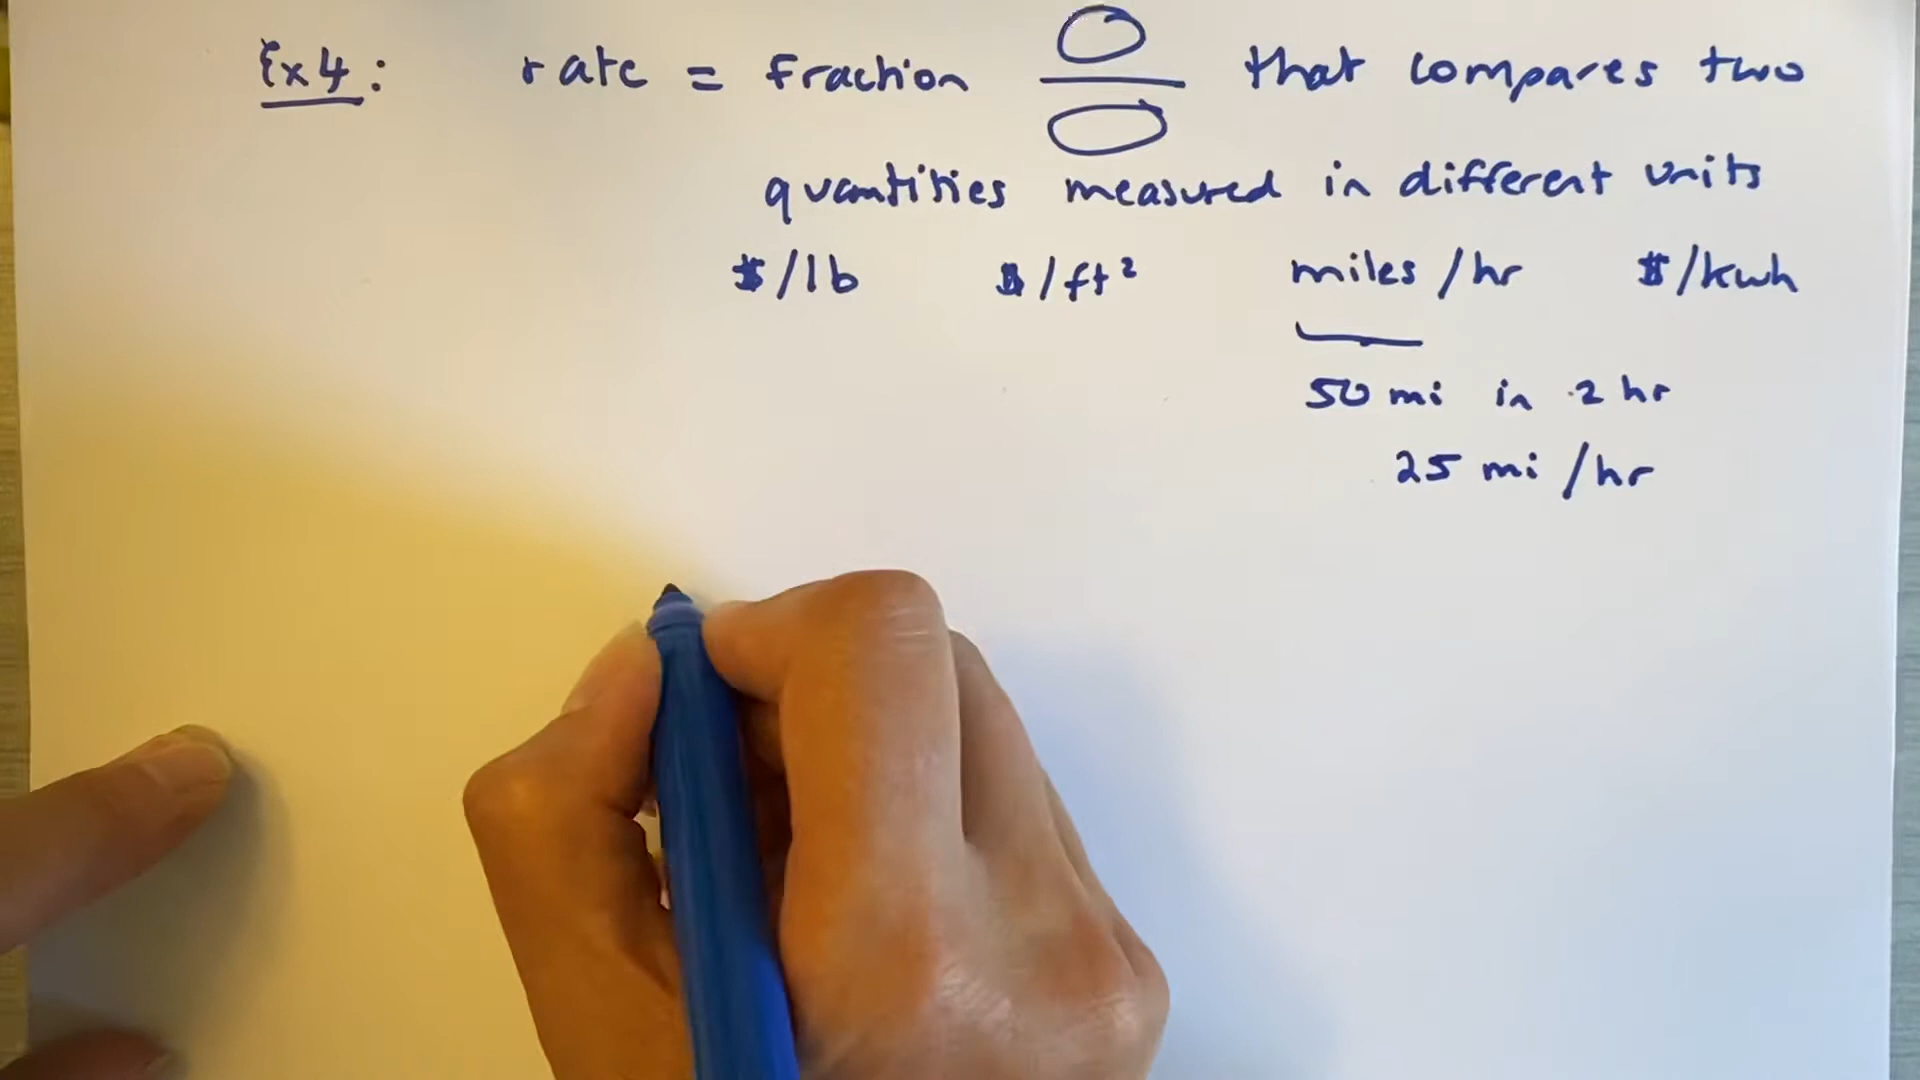 Ex4: rate = fraction O/O that compares two
quantities measured in different units
$/lb $/ft² miles/hr $/kwh
50 mi in 2 hr
25 mi/hr